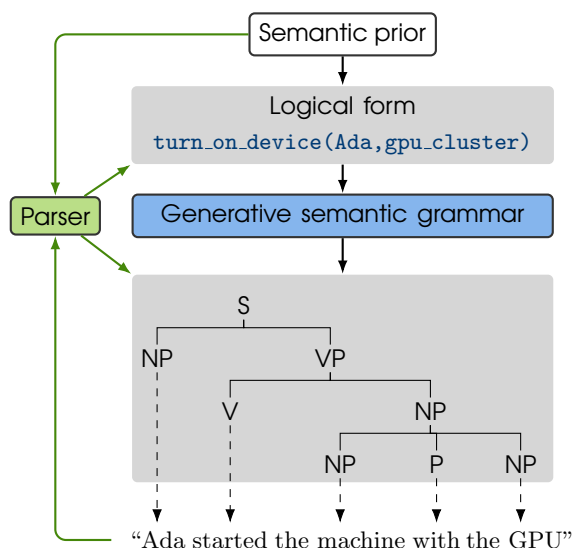 Semantic prior
Logical form
turn_on_device(Ada,gpu_cluster)
Parser
Generative semantic grammar
S
NP VP
V NP
NP P NP
“Ada started the machine with the GPU”